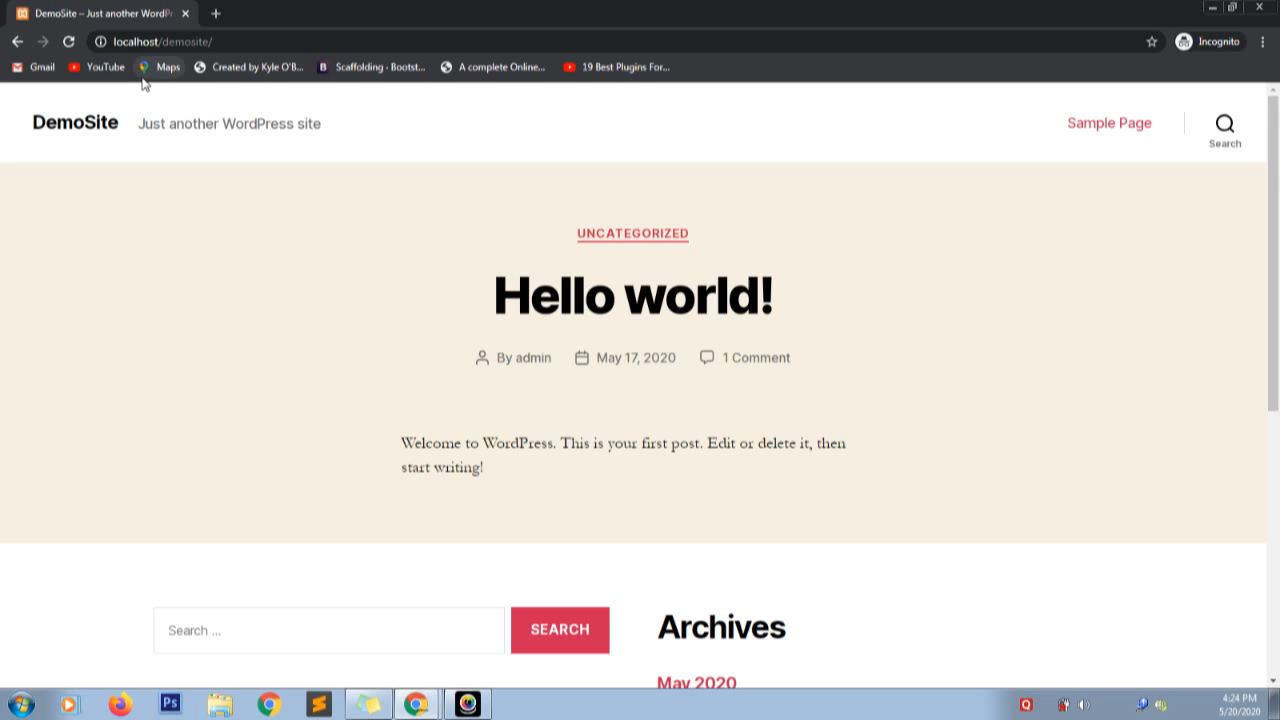 DemoSite – Just another WordPr
localhost/demosite/
Incognito
Gmail
YouTube
Maps
Created by Kyle O'B...
B
Scaffolding · Bootst...
A complete Online...
19 Best Plugins For...
DemoSite
Just another WordPress site
Sample Page
Search
UNCATEGORIZED
Hello world!
By admin
May 17, 2020
1 Comment
Welcome to WordPress. This is your first post. Edit or delete it, then
start writing!
Search ...
SEARCH
Archives
May 2020
Ps
Q
4:24 PM
5/20/2020